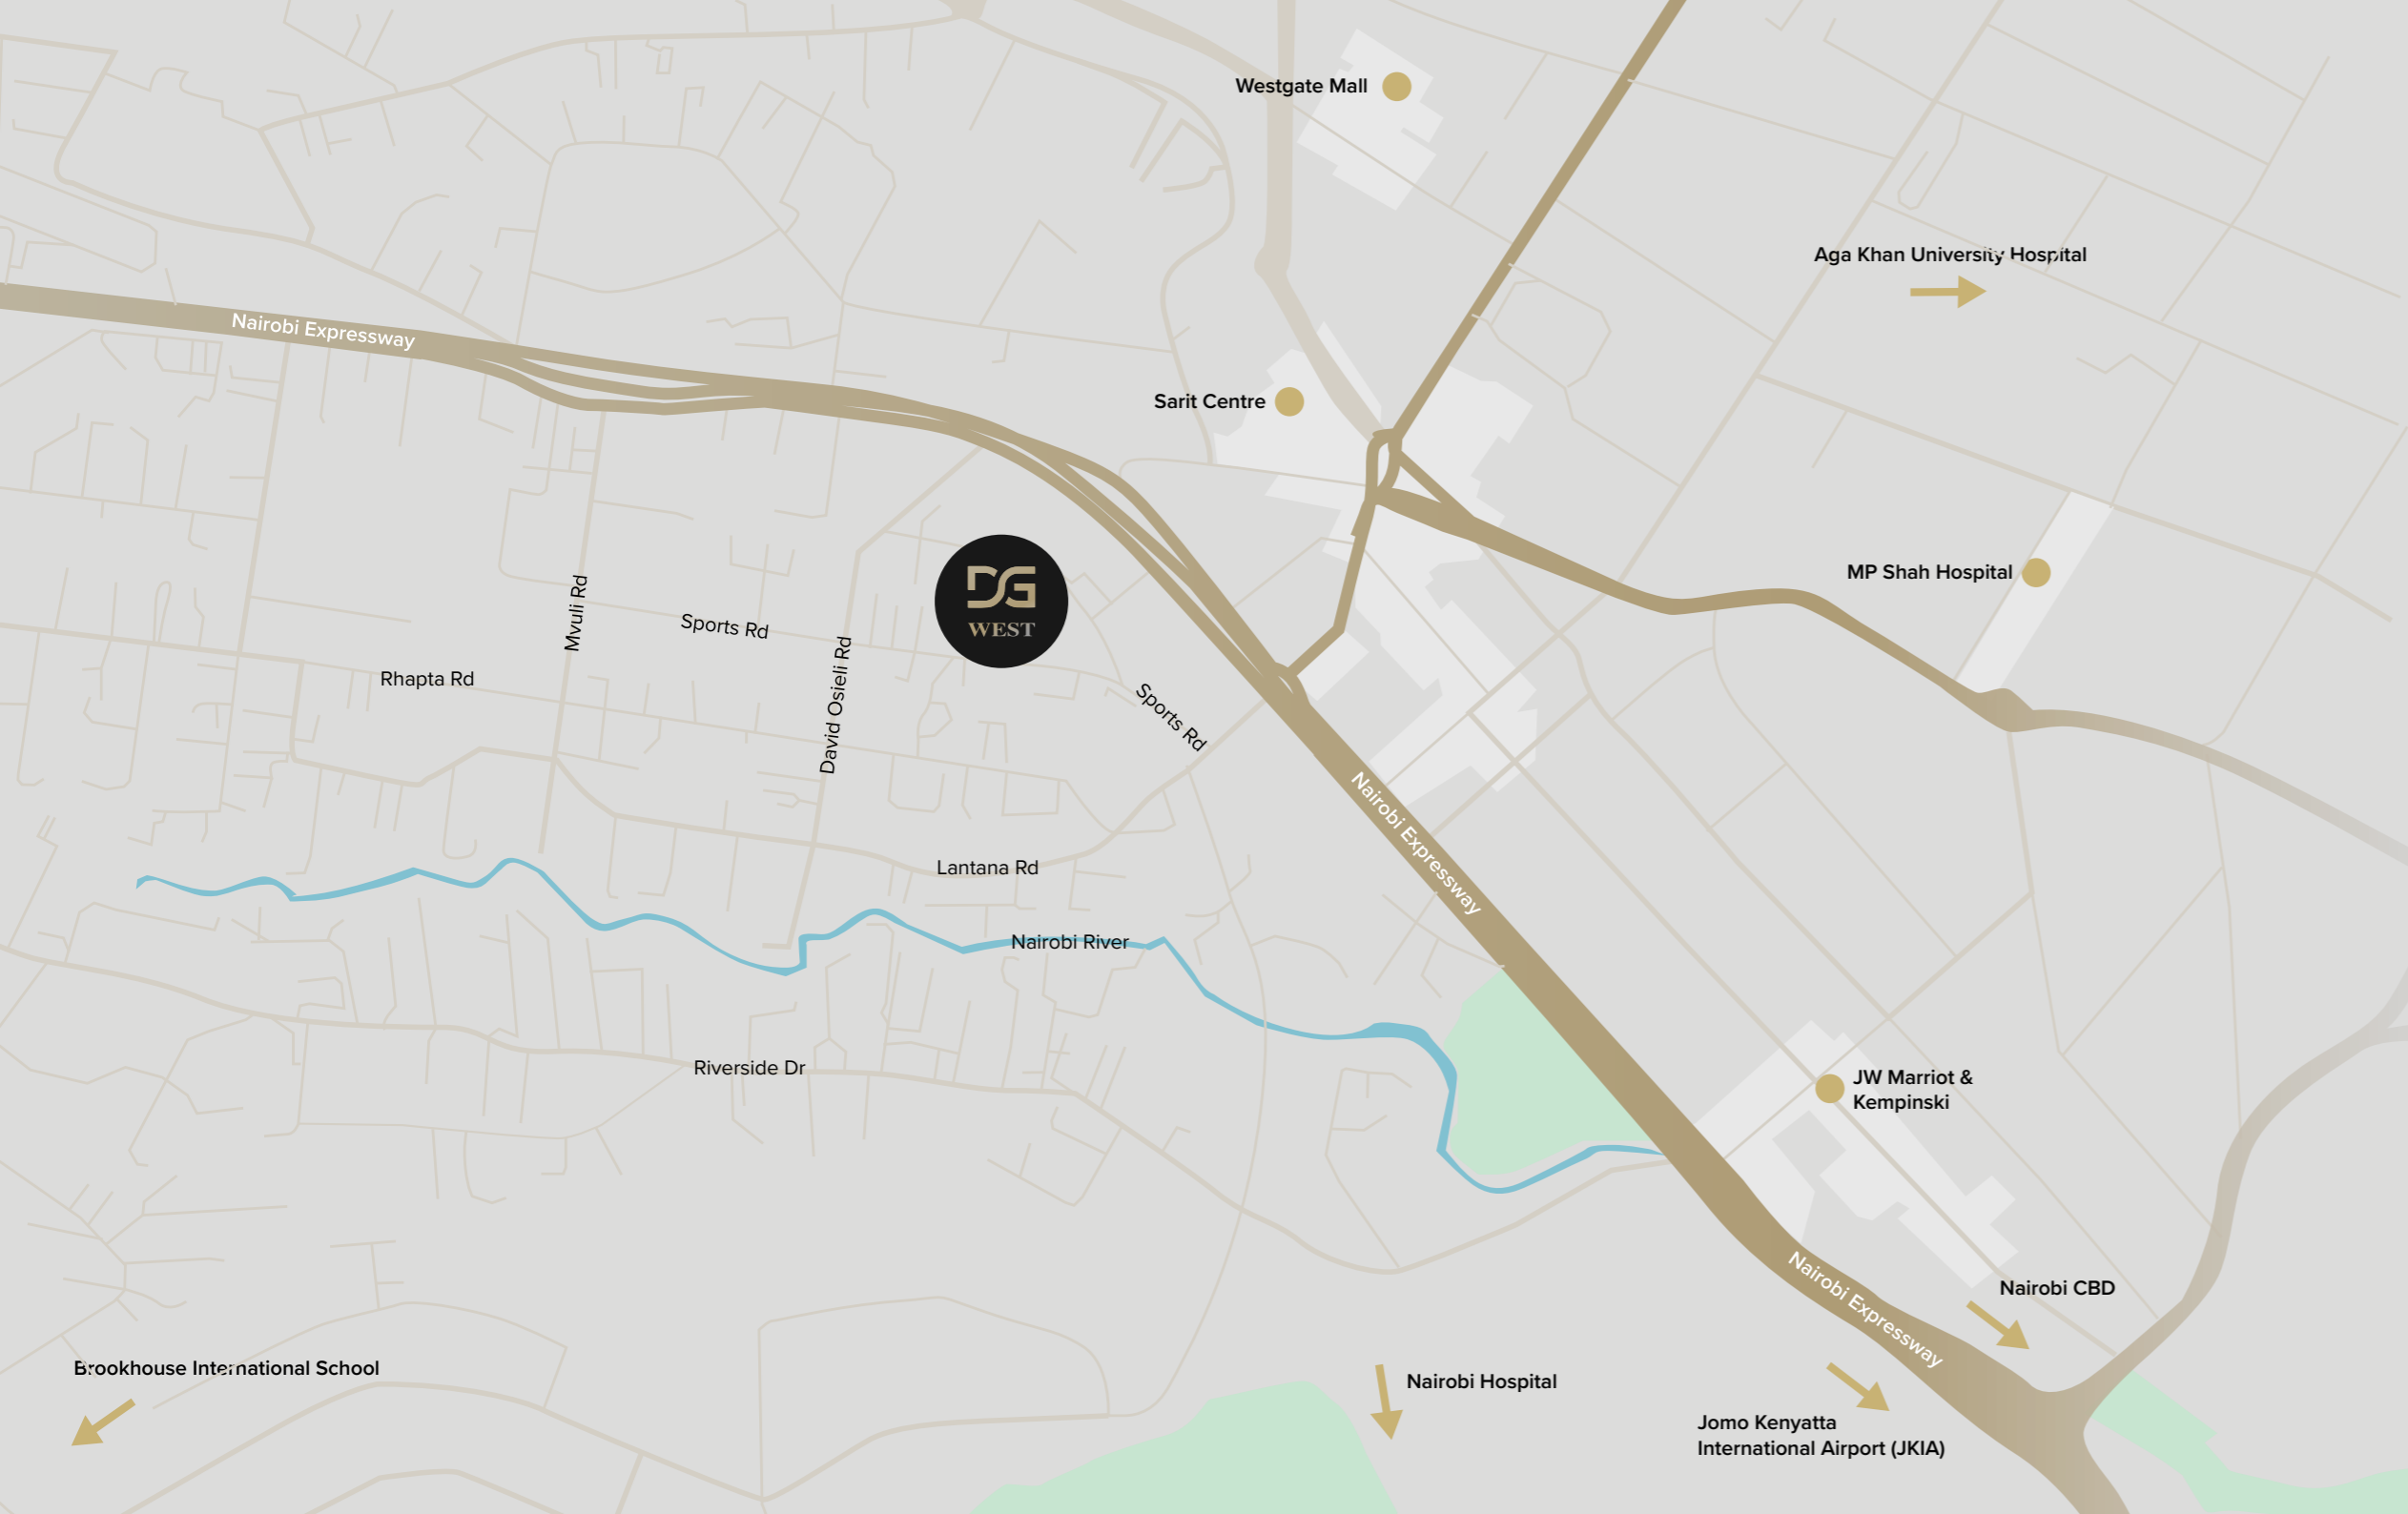 Westgate Mall
Aga Khan University Hospital
Nairobi Expressway
Sarit Centre
MP Shah Hospital
DG
WEST
Mvuli Rd
Sports Rd
David Osieli Rd
Rhapta Rd
Sports Rd
Nairobi Expressway
Lantana Rd
Nairobi River
Riverside Dr
JW Marriot &
Kempinski
Nairobi Expressway
Nairobi CBD
Brookhouse International School
Nairobi Hospital
Jomo Kenyatta
International Airport (JKIA)